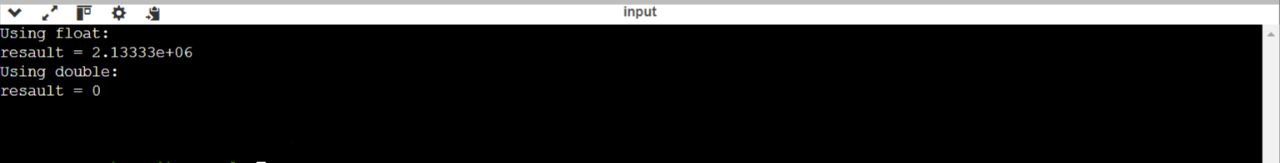 input
Using float:
resault = 2.13333e+06
Using double:
resault = 0